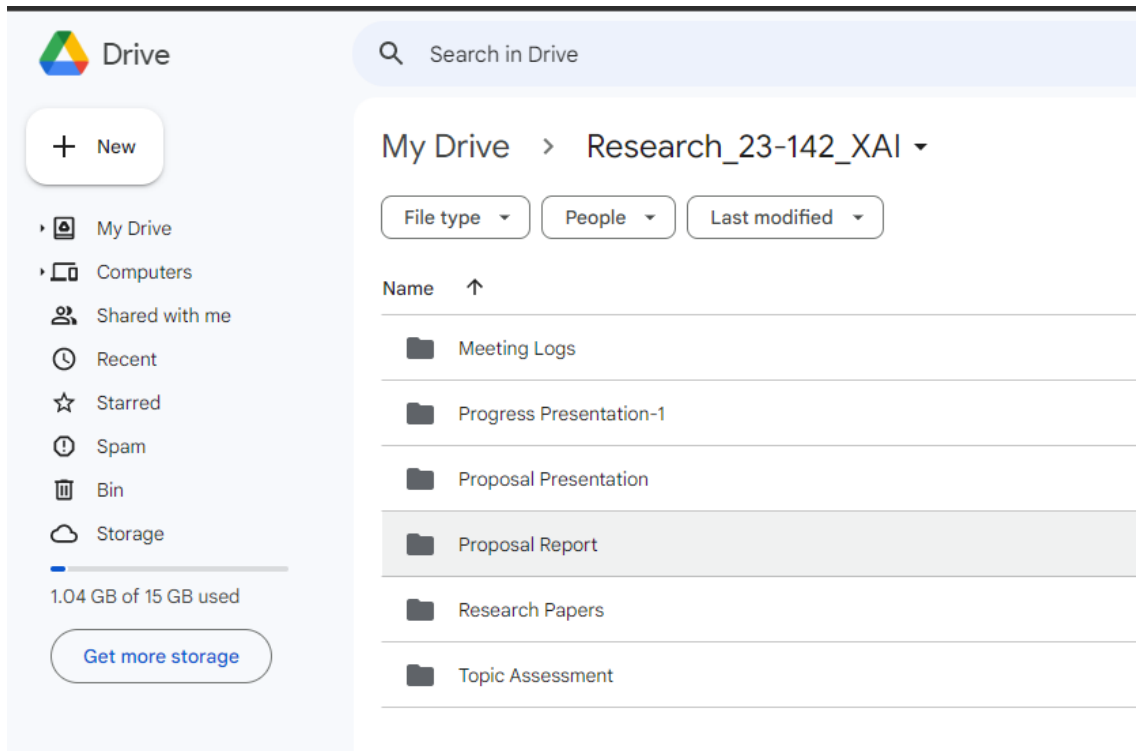 Drive
Search in Drive
New
My Drive
Computers
Shared with me
Recent
Starred
Spam
Bin
Storage
1.04 GB of 15 GB used
Get more storage
My Drive > Research_23-142_XAI
File type People Last modified
Name
Meeting Logs
Progress Presentation-1
Proposal Presentation
Proposal Report
Research Papers
Topic Assessment